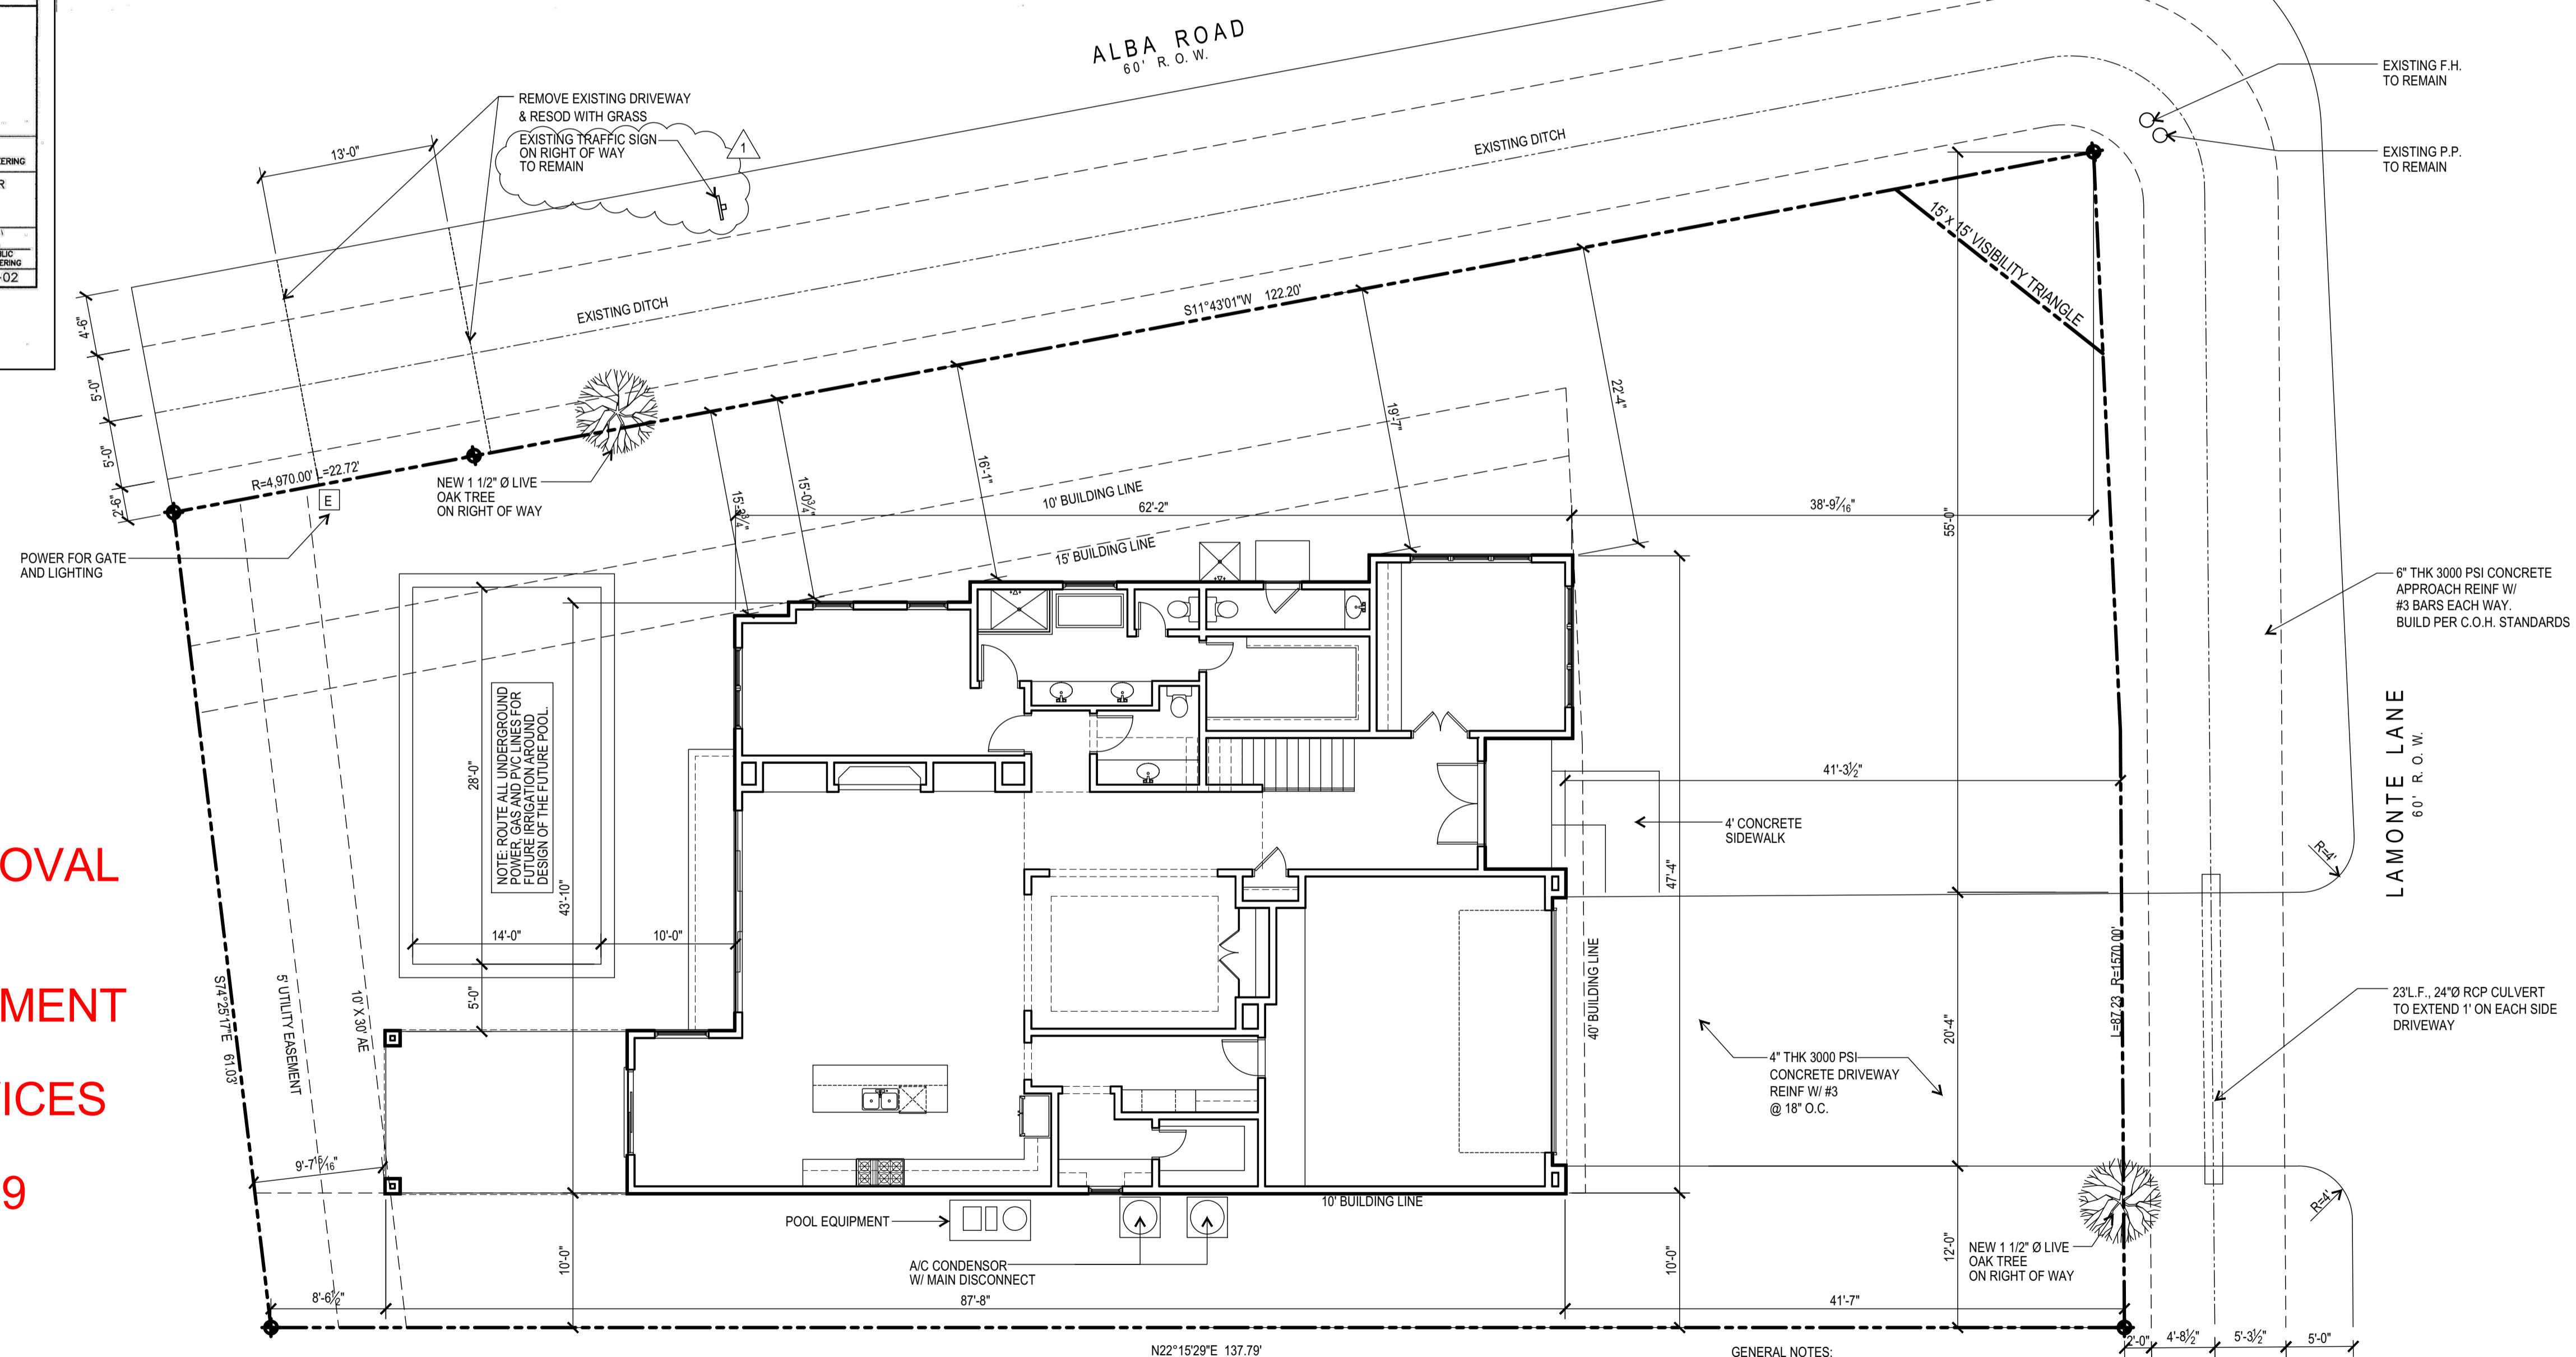 ERING
R
LIC
ERING
-02
ALBA ROAD
60' R. O. W.
REMOVE EXISTING DRIVEWAY
& RESOD WITH GRASS
EXISTING TRAFFIC SIGN
ON RIGHT OF WAY
TO REMAIN
1
13'-0"
EXISTING DITCH
EXISTING F.H.
TO REMAIN
EXISTING P.P.
TO REMAIN
15' x 15' VISIBILITY TRIANGLE
EXISTING DITCH
S11°43'01"W 122.20'
4'-6"
5'-0"
5'-0"
2'-6"
R=4,970.00' L=22.72'
E
NEW 1 1/2" Ø LIVE
OAK TREE
ON RIGHT OF WAY
POWER FOR GATE
AND LIGHTING
15'-3¾"
15'-0¾"
16'-1"
19'-7"
22'-4"
10' BUILDING LINE
62'-2"
38'-9⁷⁄₁₆"
55'-0"
15' BUILDING LINE
6" THK 3000 PSI CONCRETE
APPROACH REINF W/
#3 BARS EACH WAY.
BUILD PER C.O.H. STANDARDS
LAMONTE LANE
60' R. O. W.
NOTE: ROUTE ALL UNDERGROUND
POWER, GAS AND PVC LINES FOR
FUTURE IRRIGATION AROUND
DESIGN OF THE FUTURE POOL.
28'-0"
43'-10"
14'-0"
10'-0"
5'-0"
41'-3½"
4' CONCRETE
SIDEWALK
47'-4"
R=4'
OVAL
MENT
ICES
9
S74°25'17"E 61.03'
5' UTILITY EASEMENT
10' X 30' AE
40' BUILDING LINE
L=87.23 R=1570.00'
20'-4"
23'L.F., 24"Ø RCP CULVERT
TO EXTEND 1' ON EACH SIDE
DRIVEWAY
4" THK 3000 PSI
CONCRETE DRIVEWAY
REINF W/ #3
@ 18" O.C.
9'-7¹⁵⁄₁₆"
10' BUILDING LINE
POOL EQUIPMENT
A/C CONDENSOR
W/ MAIN DISCONNECT
10'-0"
10'-0"
12'-0"
NEW 1 1/2" Ø LIVE
OAK TREE
ON RIGHT OF WAY
R=4'
8'-6½"
87'-8"
41'-7"
N22°15'29"E 137.79'
GENERAL NOTES:
2'-0"
4'-8½"
5'-3½"
5'-0"